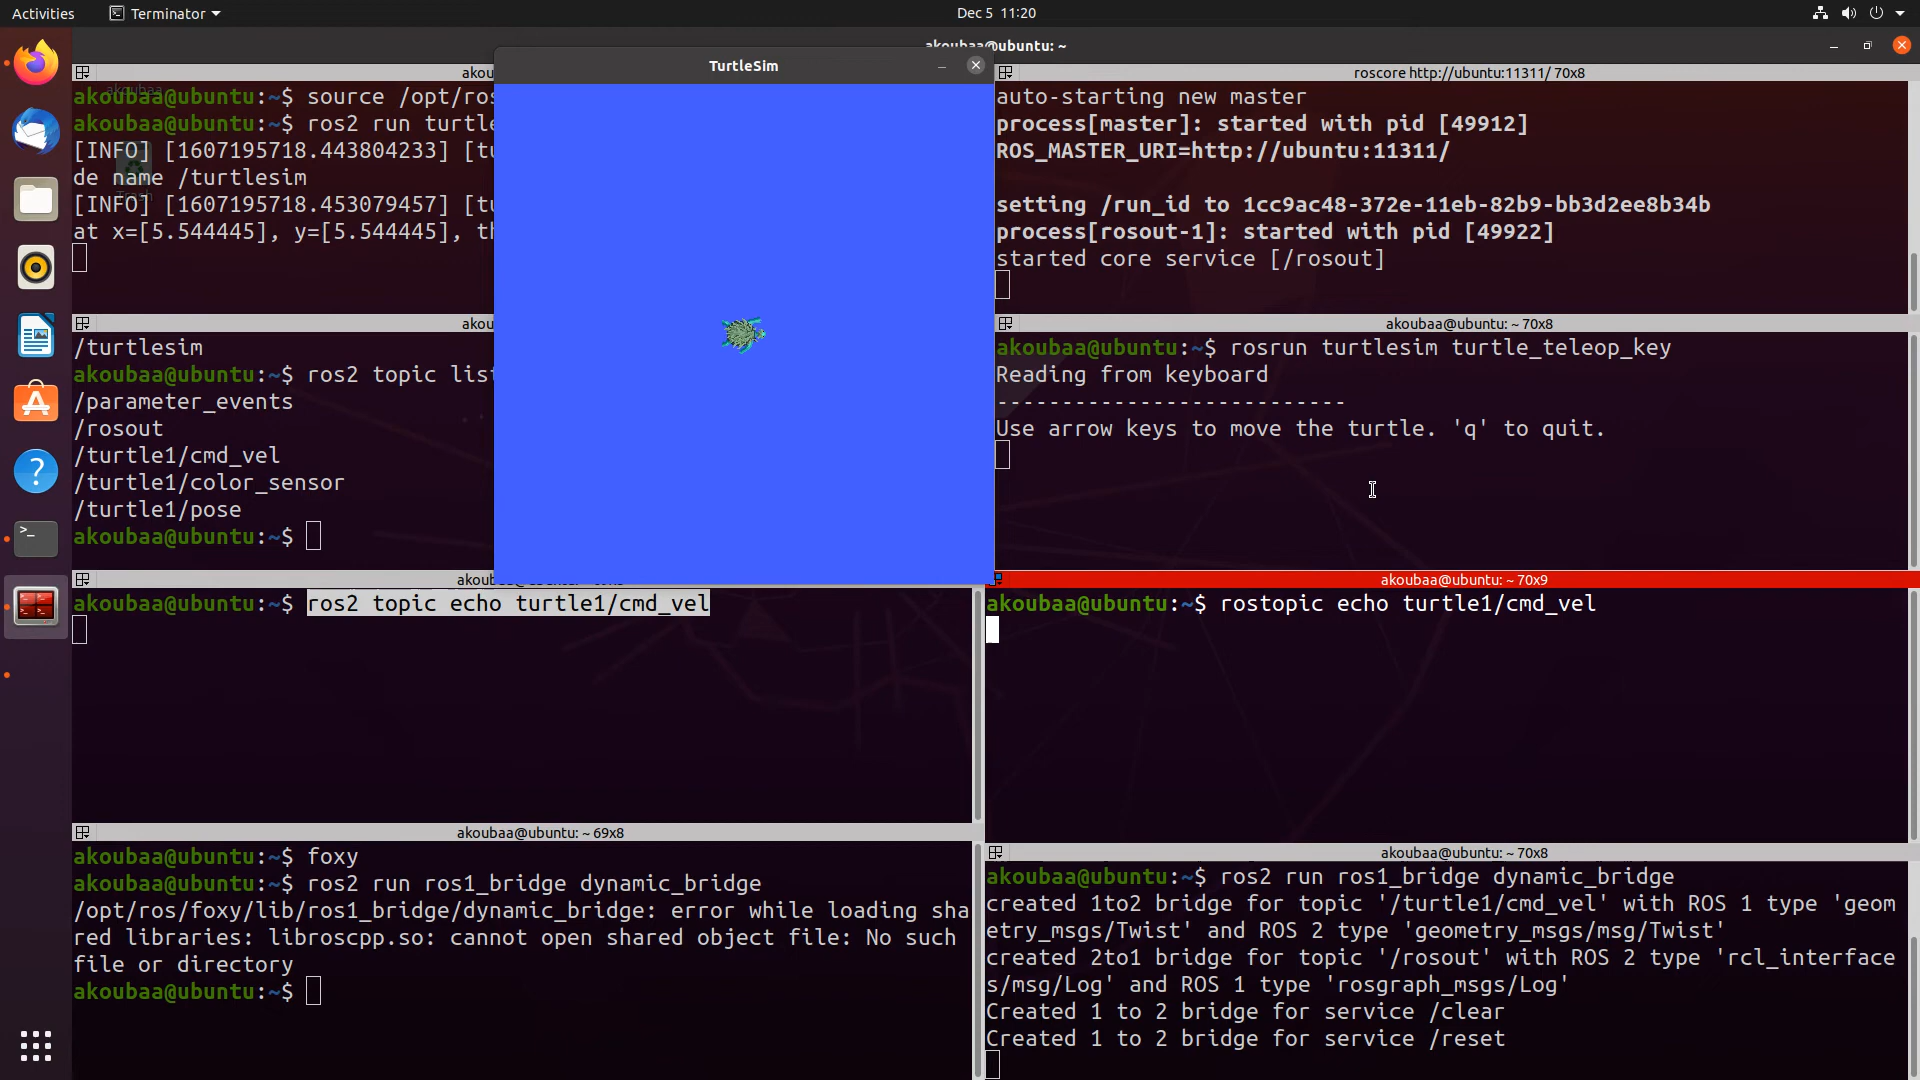 Activities
Terminator
Dec 5 11:20
akoubaa@ubuntu: ~
akou
akoubaa
akoubaa@ubuntu:~$ source /opt/ros
akoubaa@ubuntu:~$ ros2 run turtle
[INFO] [1607195718.443804233] [tu
de name /turtlesim
[INFO] [1607195718.453079457] [tu
at x=[5.544445], y=[5.544445], th
Trash
akou
/turtlesim
akoubaa@ubuntu:~$ ros2 topic list
/parameter_events
/rosout
/turtle1/cmd_vel
/turtle1/color_sensor
/turtle1/pose
akoubaa@ubuntu:~$
TurtleSim
roscore http://ubuntu:11311/ 70x8
auto-starting new master
process[master]: started with pid [49912]
ROS_MASTER_URI=http://ubuntu:11311/
setting /run_id to 1cc9ac48-372e-11eb-82b9-bb3d2ee8b34b
process[rosout-1]: started with pid [49922]
started core service [/rosout]
akoubaa@ubuntu: ~ 70x8
akoubaa@ubuntu:~$ rosrun turtlesim turtle_teleop_key
Reading from keyboard
---------------------------
Use arrow keys to move the turtle. 'q' to quit.
akoubaa@ubuntu:~$ ros2 topic echo turtle1/cmd_vel
akoubaa@ubuntu: ~ 70x9
akoubaa@ubuntu:~$ rostopic echo turtle1/cmd_vel
akoubaa@ubuntu: ~ 69x8
akoubaa@ubuntu:~$ foxy
akoubaa@ubuntu:~$ ros2 run ros1_bridge dynamic_bridge
/opt/ros/foxy/lib/ros1_bridge/dynamic_bridge: error while loading sha
red libraries: libroscpp.so: cannot open shared object file: No such
file or directory
akoubaa@ubuntu:~$
akoubaa@ubuntu: ~ 70x8
akoubaa@ubuntu:~$ ros2 run ros1_bridge dynamic_bridge
created 1to2 bridge for topic '/turtle1/cmd_vel' with ROS 1 type 'geom
etry_msgs/Twist' and ROS 2 type 'geometry_msgs/msg/Twist'
created 2to1 bridge for topic '/rosout' with ROS 2 type 'rcl_interface
s/msg/Log' and ROS 1 type 'rosgraph_msgs/Log'
Created 1 to 2 bridge for service /clear
Created 1 to 2 bridge for service /reset